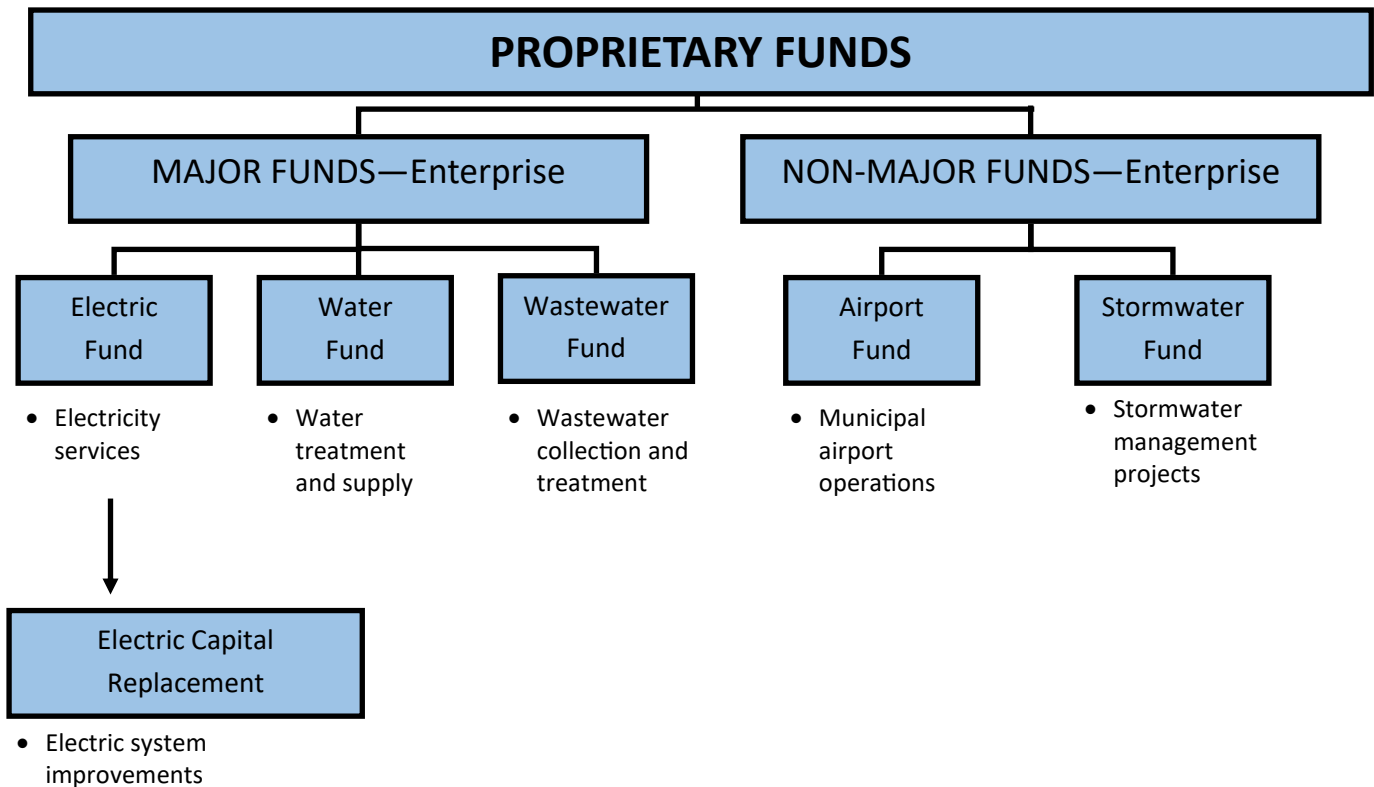 PROPRIETARY FUNDS
MAJOR FUNDS—Enterprise
NON-MAJOR FUNDS—Enterprise
Electric
Fund
Water
Fund
Wastewater
Fund
Airport
Fund
Stormwater
Fund
• Electricity
services
• Water
treatment
and supply
• Wastewater
collection and
treatment
• Municipal
airport
operations
• Stormwater
management
projects
Electric Capital
Replacement
• Electric system
improvements